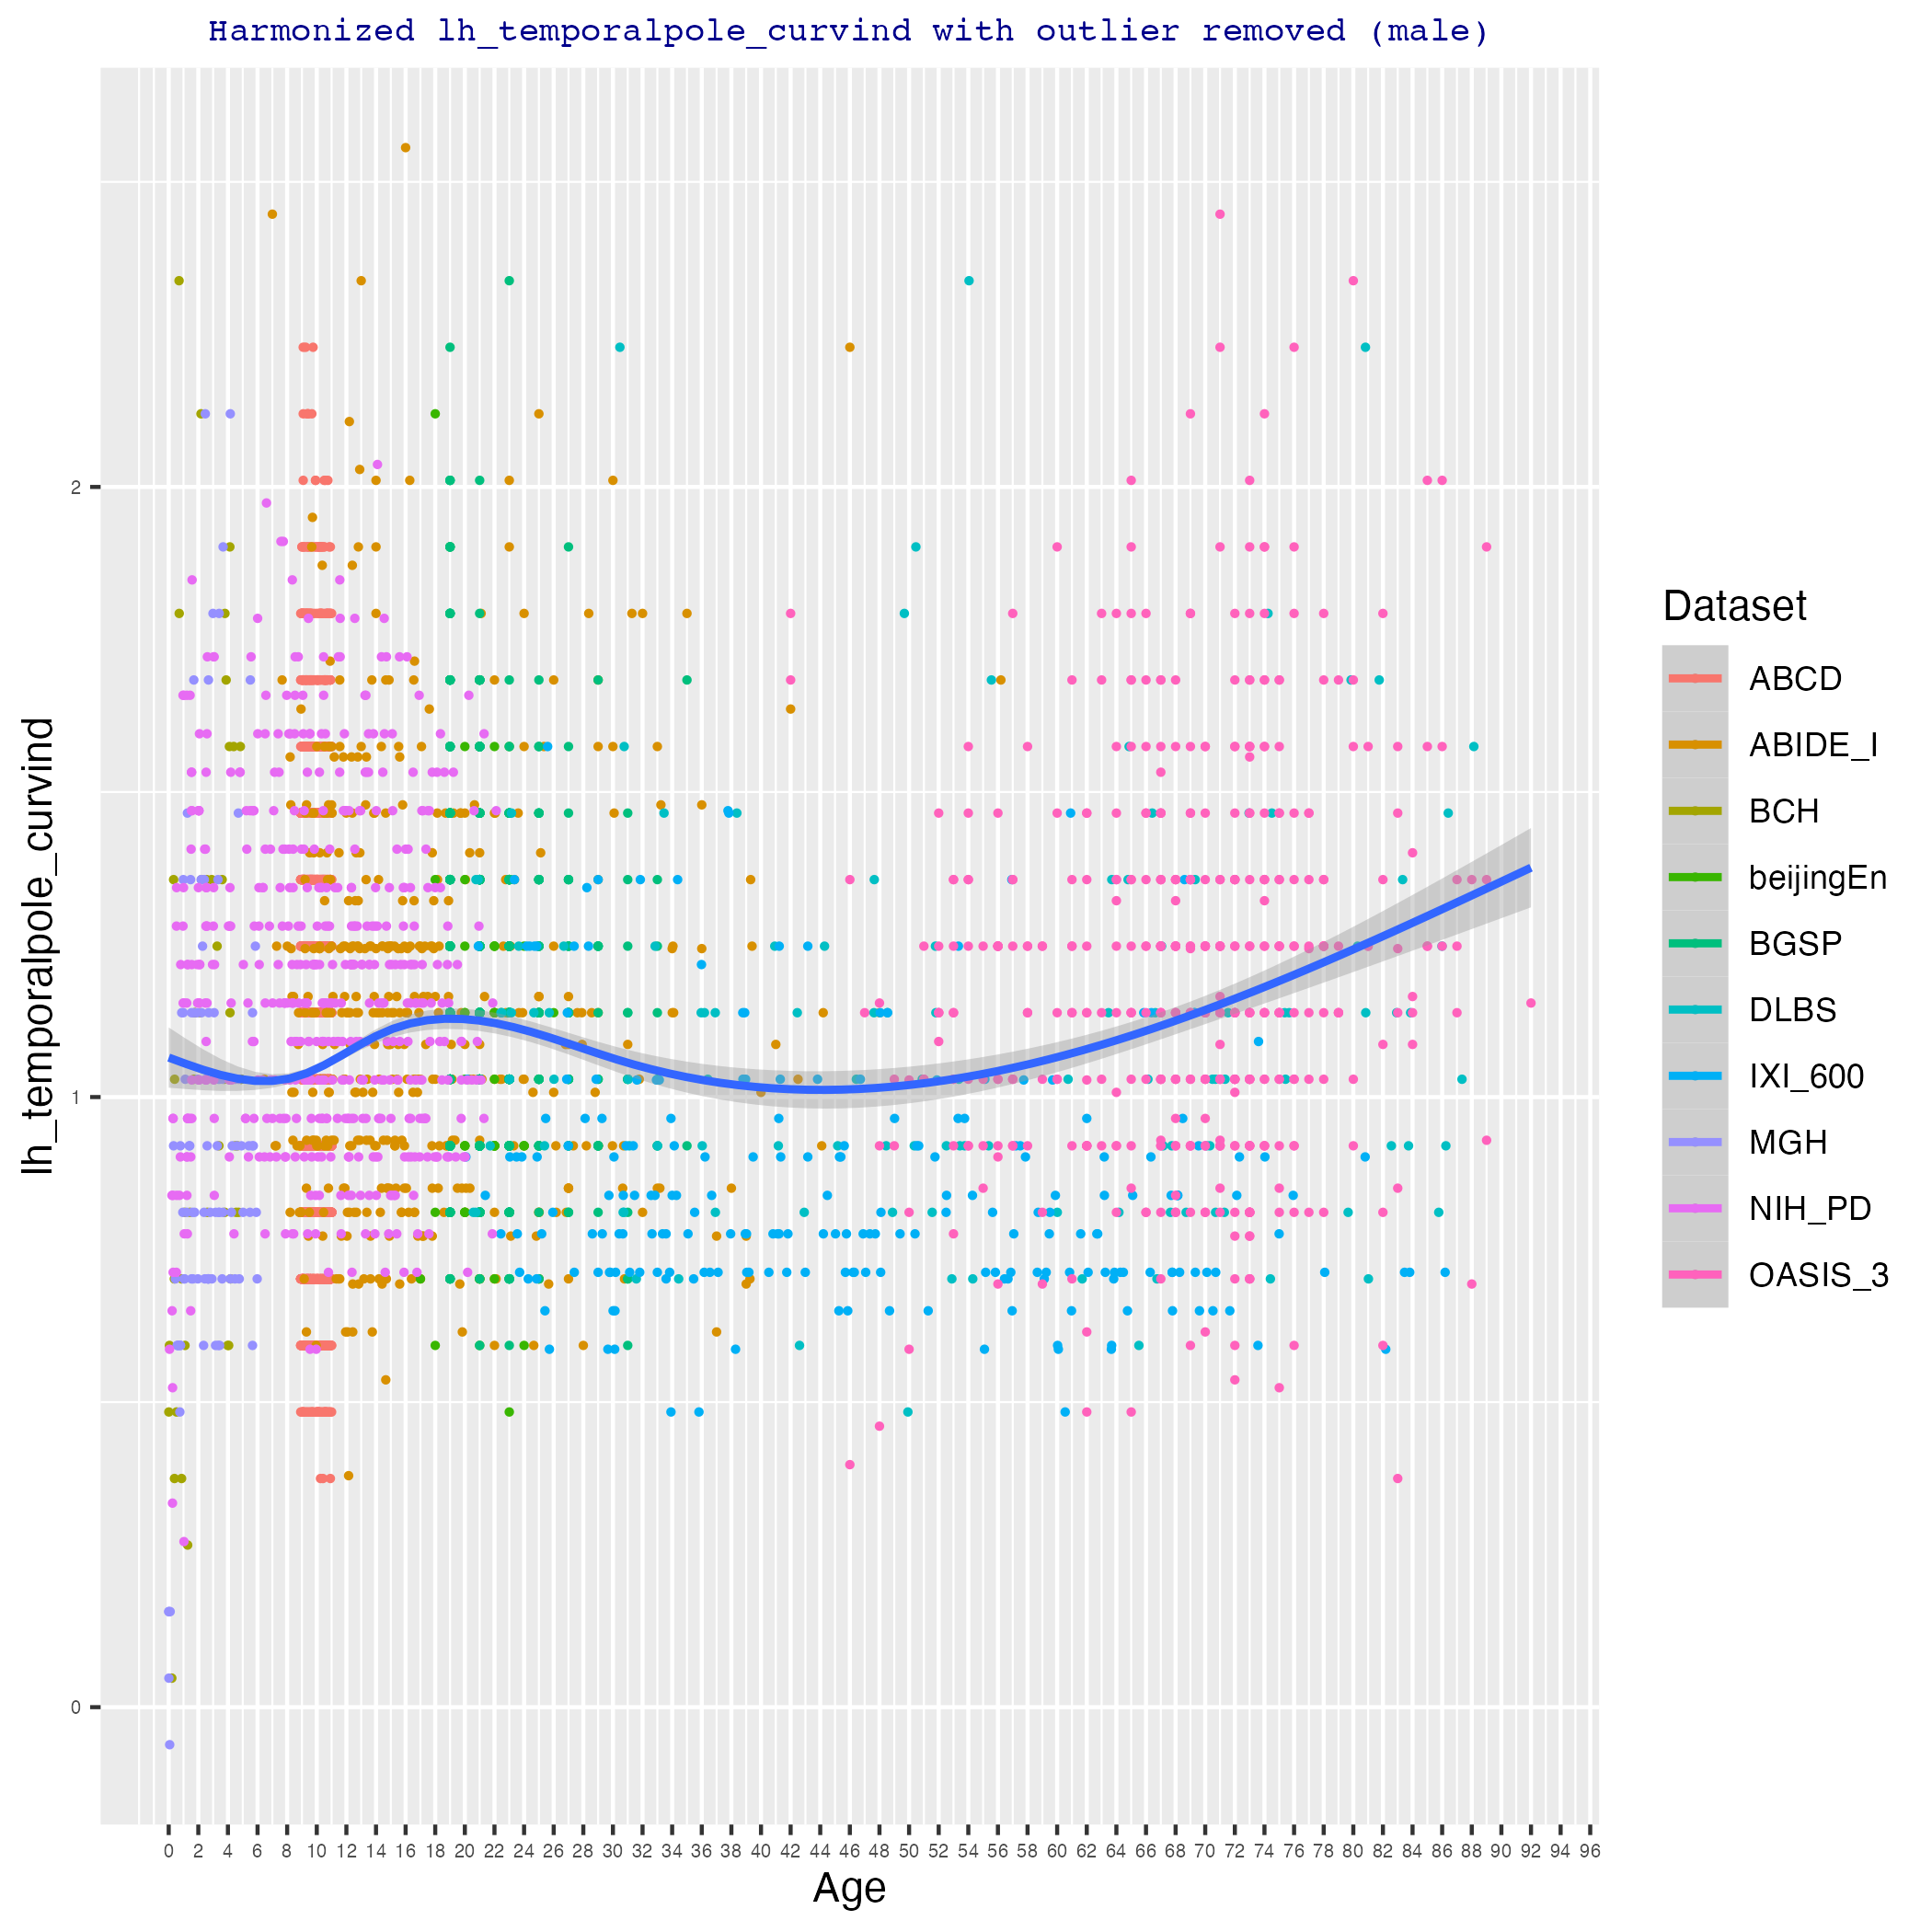 Harmonized lh_temporalpole_curvind with outlier removed (male)
lh_temporalpole_curvind
2
1
0
0 2 4 6 8 10 12 14 16 18 20 22 24 26 28 30 32 34 36 38 40 42 44 46 48 50 52 54 56 58 60 62 64 66 68 70 72 74 76 78 80 82 84 86 88 90 92 94 96
Age
Dataset
ABCD
ABIDE_I
BCH
beijingEn
BGSP
DLBS
IXI_600
MGH
NIH_PD
OASIS_3